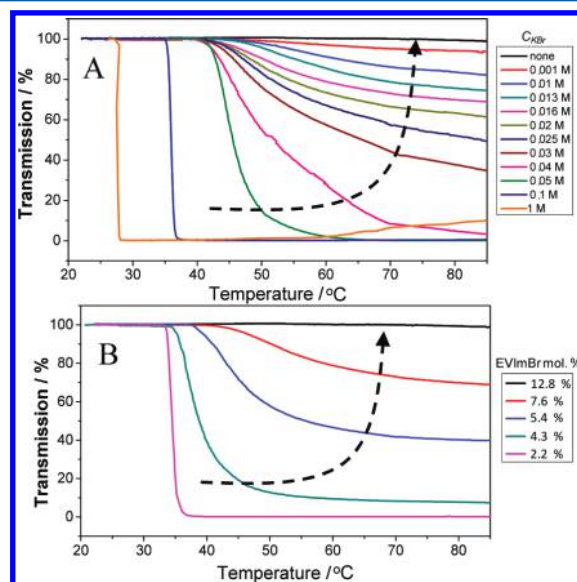 A
Transmission / %
100
80
60
40
20
0
20 30 40 50 60 70 80
Temperature /°C
C_KBr
none
0.001 M
0.01 M
0.013 M
0.016 M
0.02 M
0.025 M
0.03 M
0.04 M
0.05 M
0.1 M
1 M
B
Transmission / %
100
80
60
40
20
0
20 30 40 50 60 70 80
Temperature /°C
EVImBr mol. %
12.8 %
7.6 %
5.4 %
4.3 %
2.2 %